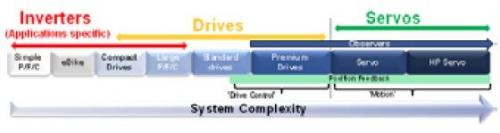 Inverters
(Applications specific)
Drives
Servos
Observers
Simple
P/F/C
eBike
Compact
Drives
Large
P/F/C
Standard
drives
Premium
Drives
Servo
HP Servo
Position Feedback
'Drive Control'
'Motion'
System Complexity